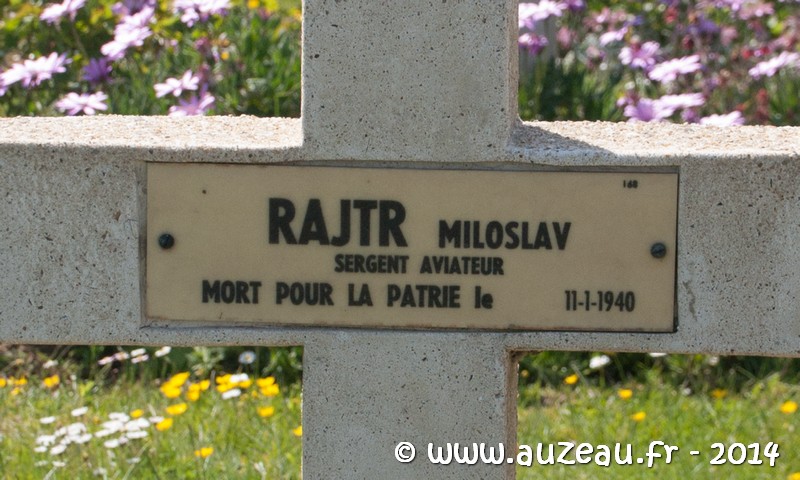 168
RAJTR MILOSLAV
SERGENT AVIATEUR
MORT POUR LA PATRIE le 11-1-1940
© www.auzeau.fr - 2014